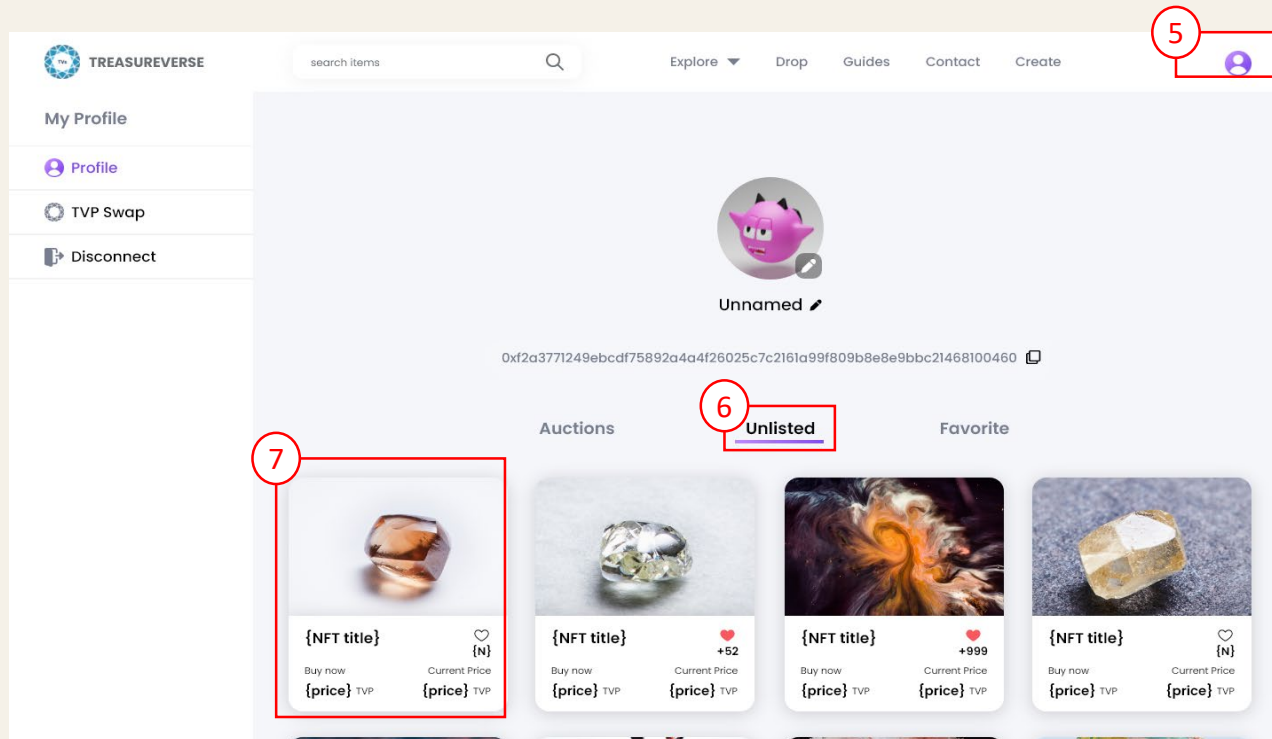 5
TVs TREASUREVERSE search items Explore Drop Guides Contact Create
My Profile
Profile
TVP Swap
Disconnect
Unnamed
0xf2a3771249ebcdf75892a4a4f26025c7c2161a99f809b8e8e9bbc21468100460
6
Auctions Unlisted Favorite
7
{NFT title} {N}
Buy now Current Price
{price} TVP {price} TVP
{NFT title} +52
Buy now Current Price
{price} TVP {price} TVP
{NFT title} +999
Buy now Current Price
{price} TVP {price} TVP
{NFT title} {N}
Buy now Current Price
{price} TVP {price} TVP